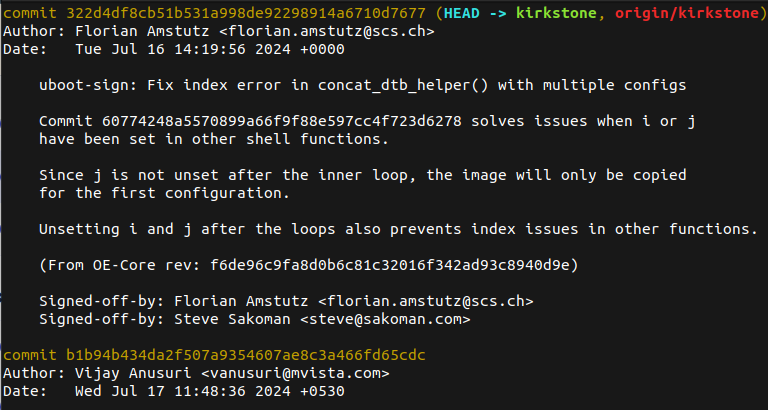 commit 322d4df8cb51b531a998de92298914a6710d7677 (HEAD -> kirkstone, origin/kirkstone)
Author: Florian Amstutz <florian.amstutz@scs.ch>
Date:   Tue Jul 16 14:19:56 2024 +0000

    uboot-sign: Fix index error in concat_dtb_helper() with multiple configs

    Commit 60774248a5570899a66f9f88e597cc4f723d6278 solves issues when i or j
    have been set in other shell functions.

    Since j is not unset after the inner loop, the image will only be copied
    for the first configuration.

    Unsetting i and j after the loops also prevents index issues in other functions.

    (From OE-Core rev: f6de96c9fa8d0b6c81c32016f342ad93c8940d9e)

    Signed-off-by: Florian Amstutz <florian.amstutz@scs.ch>
    Signed-off-by: Steve Sakoman <steve@sakoman.com>

commit b1b94b434da2f507a9354607ae8c3a466fd65cdc
Author: Vijay Anusuri <vanusuri@mvista.com>
Date:   Wed Jul 17 11:48:36 2024 +0530